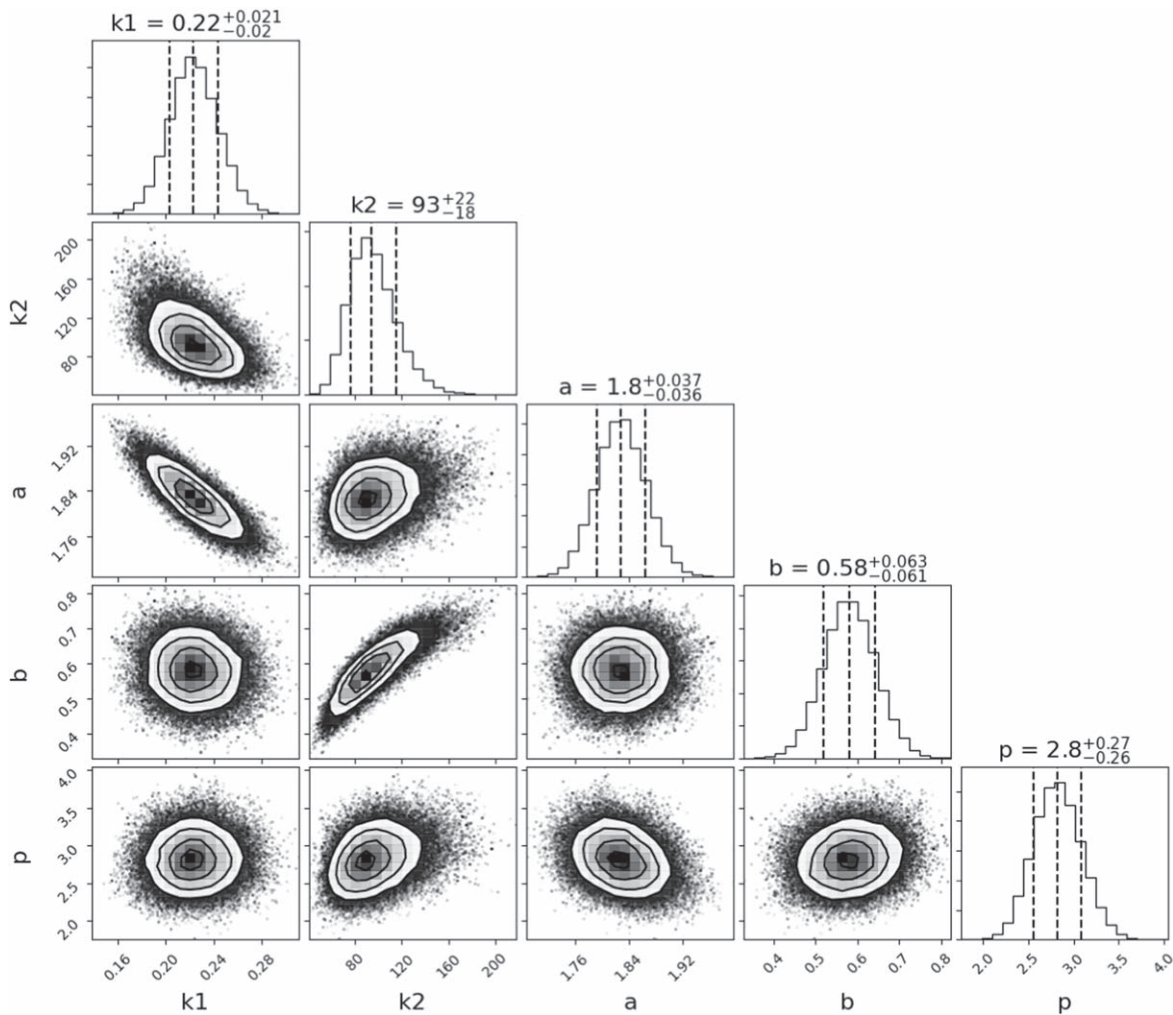 k1 = 0.22+0.021−0.02
k2 = 93+22−18
200
160
120
80
k2
a = 1.8+0.037−0.036
1.92
1.84
1.76
a
b = 0.58+0.063−0.061
0.8
0.7
0.6
0.5
0.4
b
p = 2.8+0.27−0.26
4.0
3.5
3.0
2.5
2.0
p
0.16 0.20 0.24 0.28
80 120 160 200
1.76 1.84 1.92
0.4 0.5 0.6 0.7 0.8
2.0 2.5 3.0 3.5 4.0
k1 k2 a b p